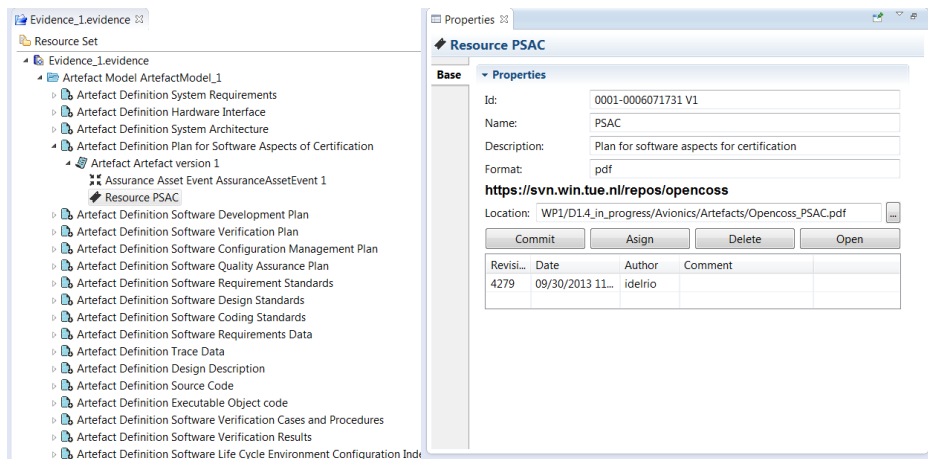 Evidence_1.evidence
Resource Set
Evidence_1.evidence
Artefact Model ArtefactModel_1
Artefact Definition System Requirements
Artefact Definition Hardware Interface
Artefact Definition System Architecture
Artefact Definition Plan for Software Aspects of Certification
Artefact Artefact version 1
Assurance Asset Event AssuranceAssetEvent 1
Resource PSAC
Artefact Definition Software Development Plan
Artefact Definition Software Verification Plan
Artefact Definition Software Configuration Management Plan
Artefact Definition Software Quality Assurance Plan
Artefact Definition Software Requirement Standards
Artefact Definition Software Design Standards
Artefact Definition Software Coding Standards
Artefact Definition Software Requirements Data
Artefact Definition Trace Data
Artefact Definition Design Description
Artefact Definition Source Code
Artefact Definition Executable Object code
Artefact Definition Software Verification Cases and Procedures
Artefact Definition Software Verification Results
Artefact Definition Software Life Cycle Environment Configuration Inde
Properties
Resource PSAC
Base
Properties
Id: 0001-0006071731 V1
Name: PSAC
Description: Plan for software aspects for certification
Format: pdf
https://svn.win.tue.nl/repos/opencoss
Location: WP1/D1.4_in_progress/Avionics/Artefacts/Opencoss_PSAC.pdf ...
Commit Asign Delete Open
Revisi... Date Author Comment
4279 09/30/2013 11... idelrio